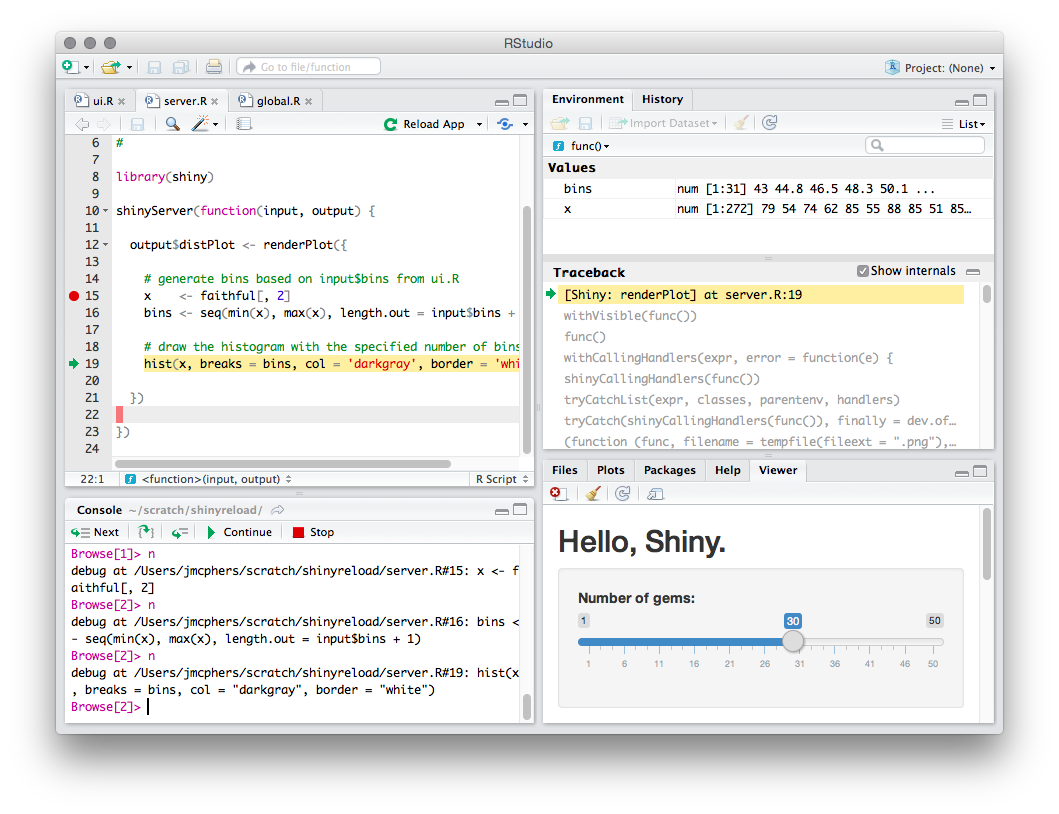 RStudio
Go to file/function
Project: (None)
ui.R
server.R
global.R
Reload App
6 #
7
8 library(shiny)
9
10 shinyServer(function(input, output) {
11
12 output$distPlot <- renderPlot({
13
14 # generate bins based on input$bins from ui.R
15 x    <- faithful[, 2]
16 bins <- seq(min(x), max(x), length.out = input$bins +
17
18 # draw the histogram with the specified number of bins
19 hist(x, breaks = bins, col = 'darkgray', border = 'whi
20
21 })
22
23 })
24
22:1 <function>(input, output) R Script
Console ~/scratch/shinyreload/
Next Continue Stop
Browse[1]> n
debug at /Users/jmcphers/scratch/shinyreload/server.R#15: x <- f
aithful[, 2]
Browse[2]> n
debug at /Users/jmcphers/scratch/shinyreload/server.R#16: bins <
- seq(min(x), max(x), length.out = input$bins + 1)
Browse[2]> n
debug at /Users/jmcphers/scratch/shinyreload/server.R#19: hist(x
, breaks = bins, col = "darkgray", border = "white")
Browse[2]>
Environment History
Import Dataset List
func()
Values
bins num [1:31] 43 44.8 46.5 48.3 50.1 ...
x num [1:272] 79 54 74 62 85 55 88 85 51 85…
Traceback Show internals
[Shiny: renderPlot] at server.R:19
withVisible(func())
func()
withCallingHandlers(expr, error = function(e) {
shinyCallingHandlers(func())
tryCatchList(expr, classes, parentenv, handlers)
tryCatch(shinyCallingHandlers(func()), finally = dev.of…
(function (func, filename = tempfile(fileext = ".png"),…
Files Plots Packages Help Viewer
Hello, Shiny.
Number of gems:
1 30 50
1 6 11 16 21 26 31 36 41 46 50